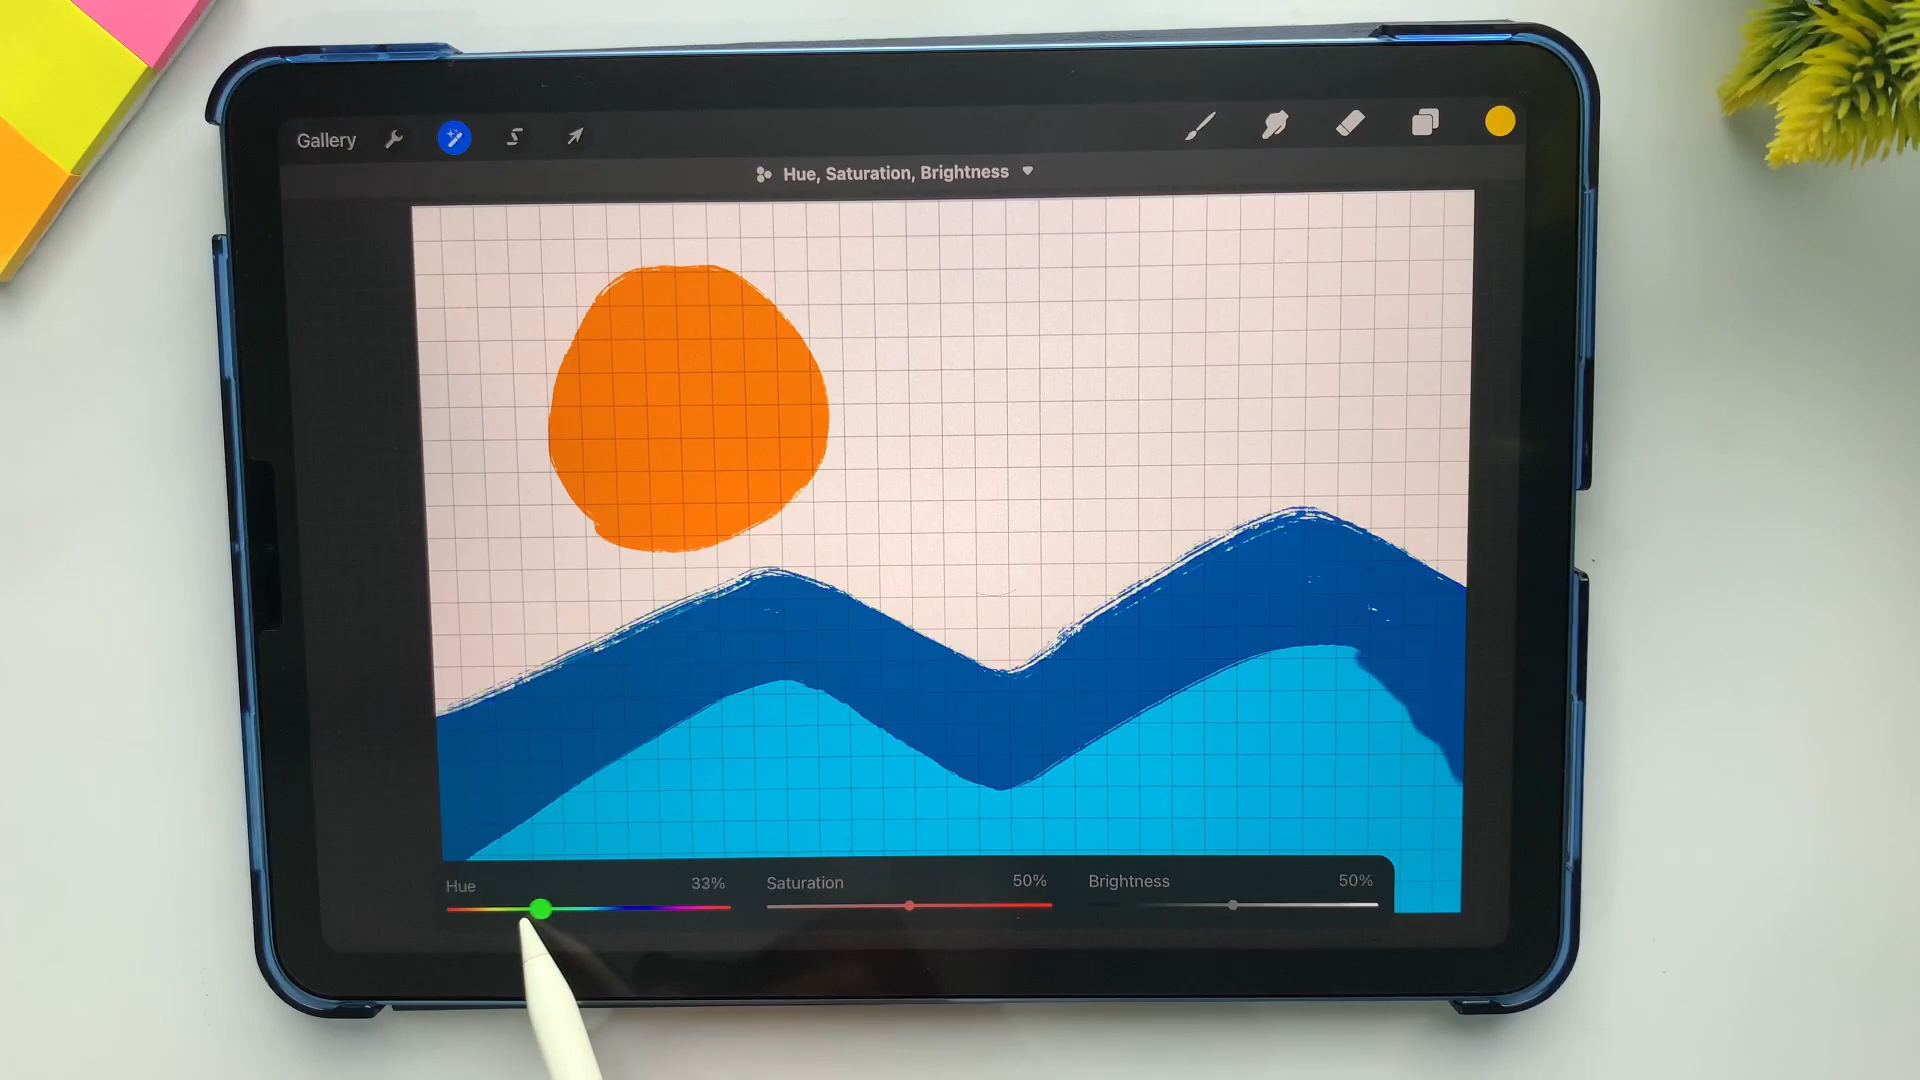 Gallery
Hue, Saturation, Brightness
Hue 33% Saturation 50% Brightness 50%